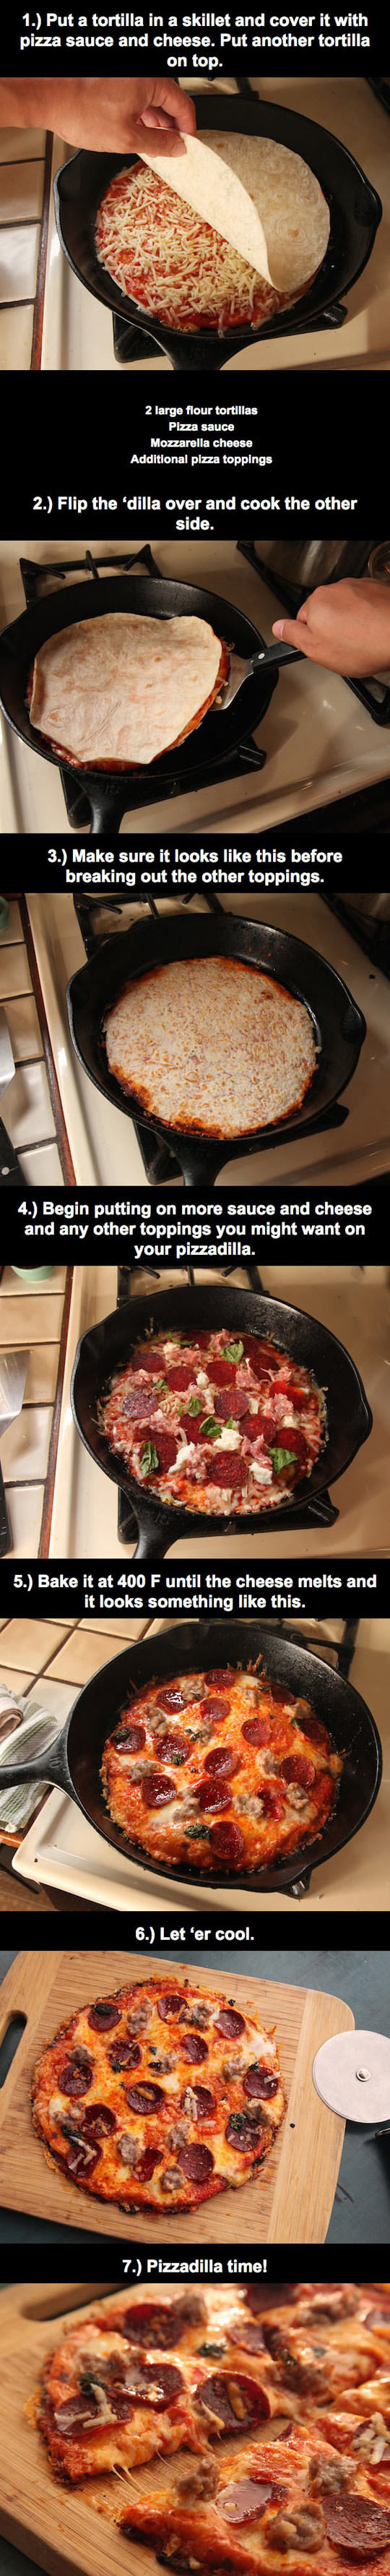 1.) Put a tortilla in a skillet and cover it with
pizza sauce and cheese. Put another tortilla
on top.
2 large flour tortillas
Pizza sauce
Mozzarella cheese
Additional pizza toppings
2.) Flip the ‘dilla over and cook the other
side.
3.) Make sure it looks like this before
breaking out the other toppings.
4.) Begin putting on more sauce and cheese
and any other toppings you might want on
your pizzadilla.
5.) Bake it at 400 F until the cheese melts and
it looks something like this.
6.) Let ‘er cool.
7.) Pizzadilla time!